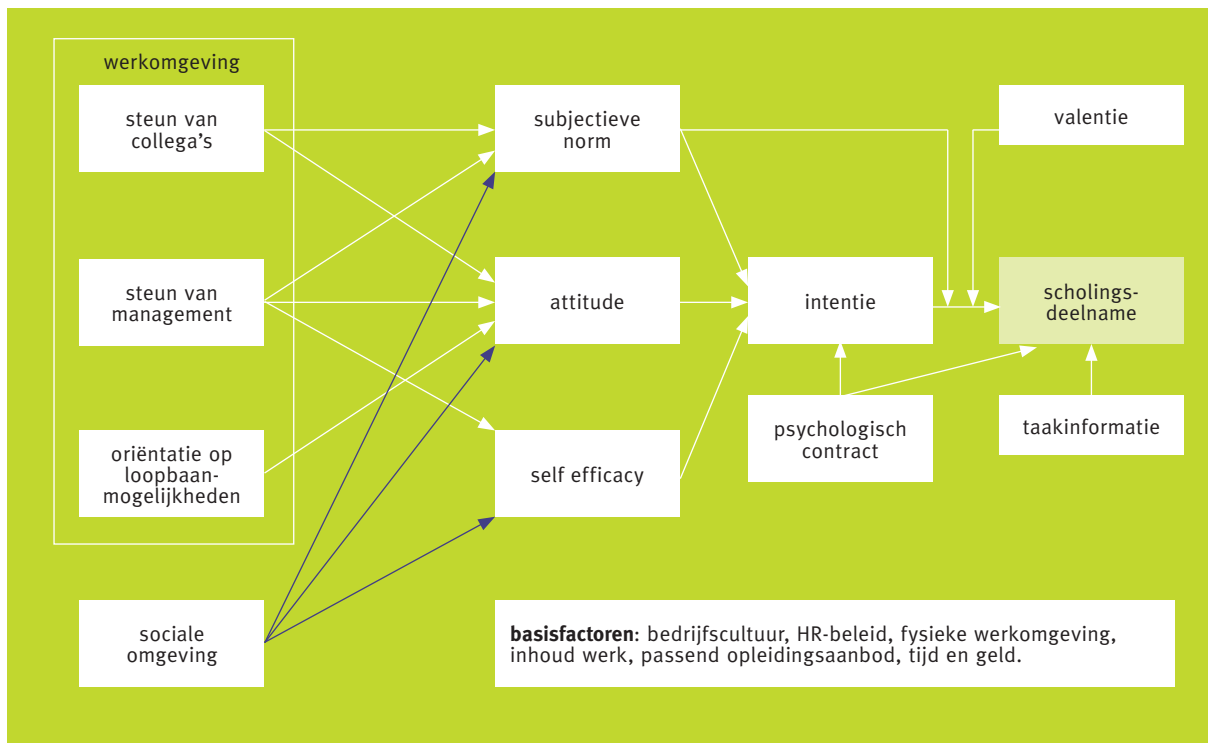 werkomgeving
steun van
collega's
steun van
management
oriëntatie op
loopbaan-
mogelijkheden
sociale
omgeving
subjectieve
norm
attitude
self efficacy
intentie
psychologisch
contract
valentie
scholings-
deelname
taakinformatie
basisfactoren: bedrijfscultuur, HR-beleid, fysieke werkomgeving,
inhoud werk, passend opleidingsaanbod, tijd en geld.